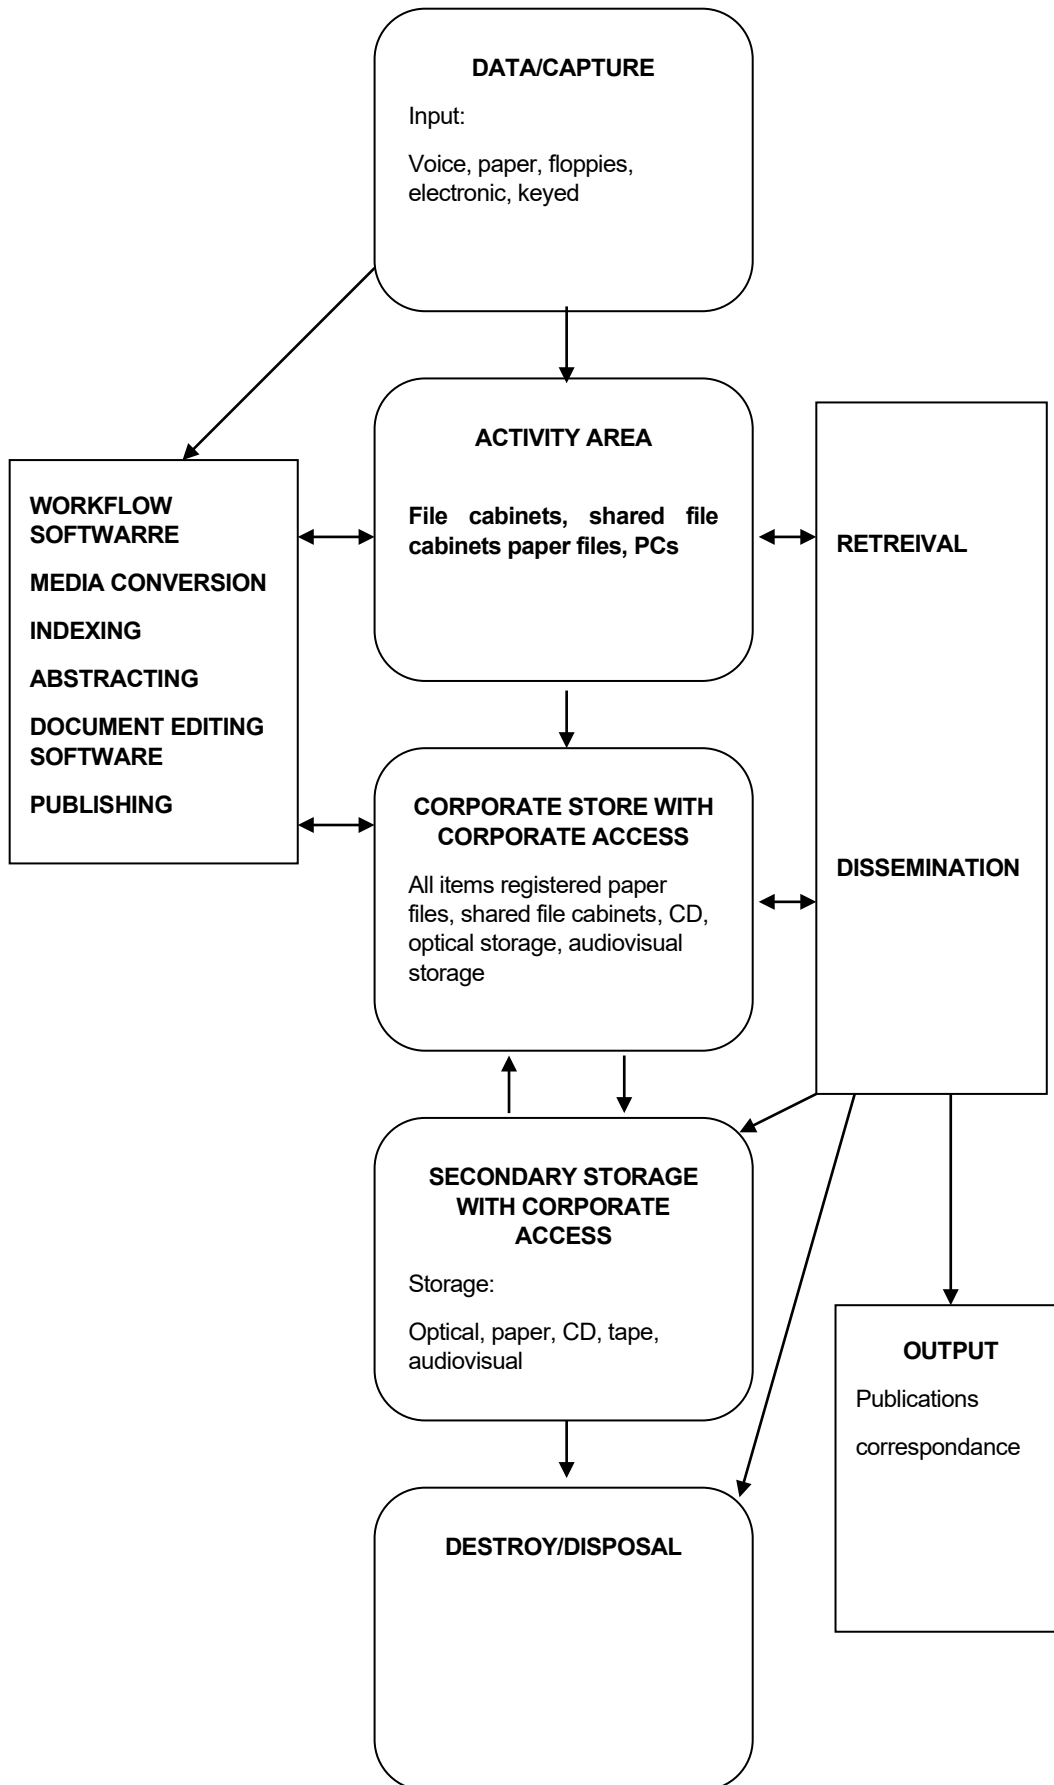 DATA/CAPTURE
Input:
Voice, paper, floppies,
electronic, keyed
ACTIVITY AREA
File cabinets, shared file
cabinets paper files, PCs
WORKFLOW
SOFTWARRE
MEDIA CONVERSION
INDEXING
ABSTRACTING
DOCUMENT EDITING
SOFTWARE
PUBLISHING
RETREIVAL
DISSEMINATION
CORPORATE STORE WITH
CORPORATE ACCESS
All items registered paper
files, shared file cabinets, CD,
optical storage, audiovisual
storage
SECONDARY STORAGE
WITH CORPORATE
ACCESS
Storage:
Optical, paper, CD, tape,
audiovisual
OUTPUT
Publications
correspondance
DESTROY/DISPOSAL